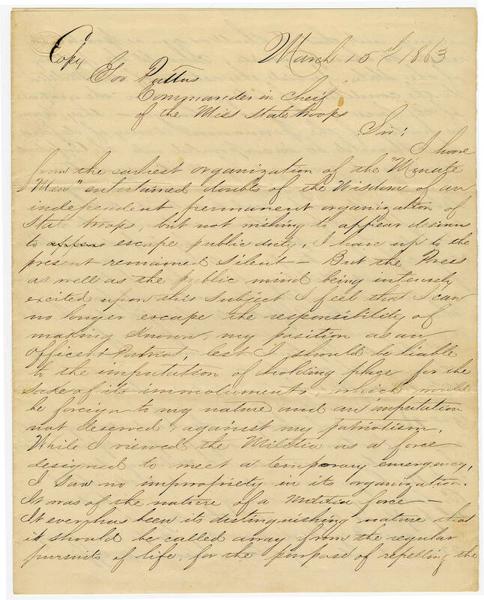 Copy March 15th 1863
Gov Pettus
Commander in Chief
of the Miss State troops
Sir:
I have
from the earliest organization of the "Minute
Men" entertained doubts of the Wisdom of an
independent permanent organization of
State troops, but not wishing to appear desirous
to appear escape public duty, I have up to the
present remained silent — But the Press
as well as the public mind being intensely
excited upon this subject I feel that I can
no longer escape the responsibility of
making known my position as an
officer & Patriot, lest I should be liable
to the imputation of holding place for the
sake of its immoluments which would
be foreign to my nature and an imputation
not deserved against my patriotism.
While I viewed the Militia as a force
designed to meet a temporary emergency,
I saw no impropriety in its organization.
It was of the nature of a Militia force —
It ever has been its distinguishing nature that
it should be called away from the regular
pursuits of life, for the purpose of repelling the